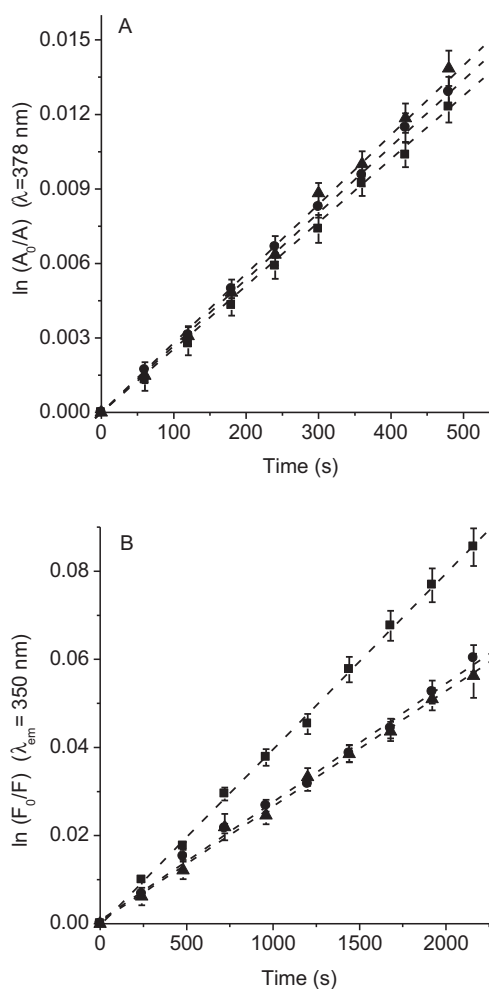 A
0.015
0.012
0.009
0.006
0.003
0.000
ln (A₀/A) (λ=378 nm)
0 100 200 300 400 500
Time (s)
B
0.08
0.06
0.04
0.02
0.00
ln (F₀/F) (λₑₘ = 350 nm)
0 500 1000 1500 2000
Time (s)